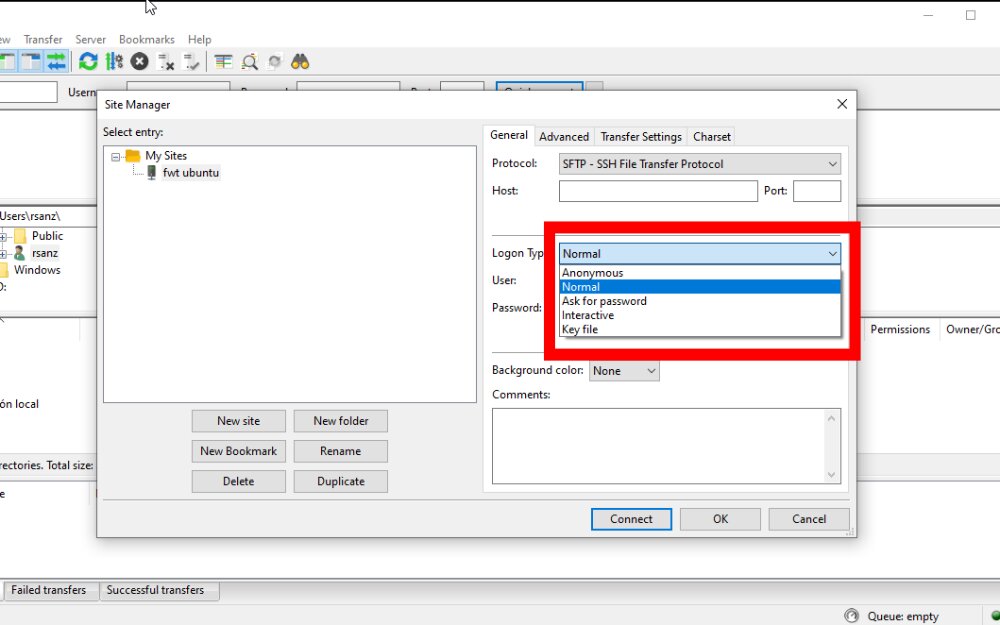 Transfer Server Bookmarks Help
Site Manager
Select entry:
My Sites
fwt ubuntu
General Advanced Transfer Settings Charset
Protocol: SFTP - SSH File Transfer Protocol
Host: Port:
Logon Typ Normal
Anonymous
Normal
Ask for password
Interactive
Key file
User:
Password:
Background color: None
Comments:
New site New folder
New Bookmark Rename
Delete Duplicate
Connect OK Cancel
Users\rsanz\
Public
rsanz
Windows
Permissions Owner/Gro
ón local
rectories. Total size:
Failed transfers Successful transfers
Queue: empty